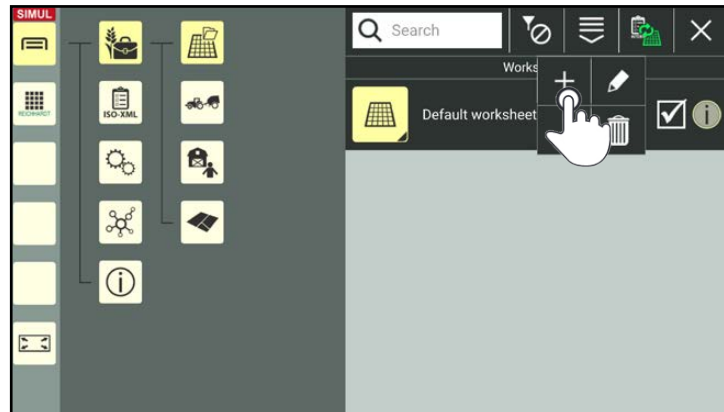 SIMUL
Search
Works
REICHHARDT
Default worksheet
ISO-XML